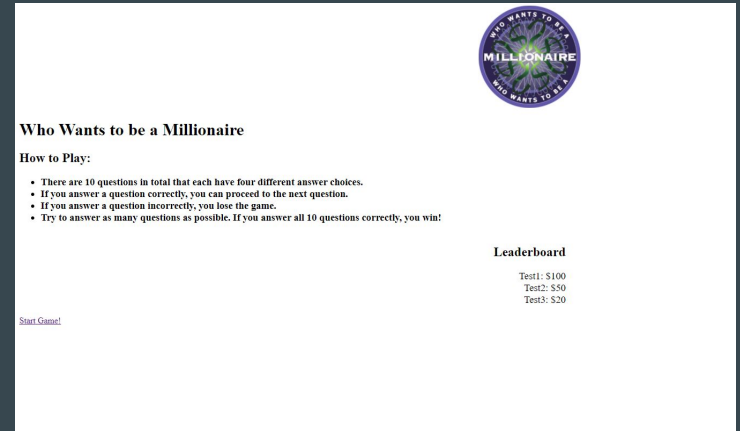 WHO WANTS TO BE A
MILLIONAIRE
WHO WANTS TO BE A
Who Wants to be a Millionaire
How to Play:
There are 10 questions in total that each have four different answer choices.
If you answer a question correctly, you can proceed to the next question.
If you answer a question incorrectly, you lose the game.
Try to answer as many questions as possible. If you answer all 10 questions correctly, you win!
Leaderboard
Test1: $100
Test2: $50
Test3: $20
Start Game!